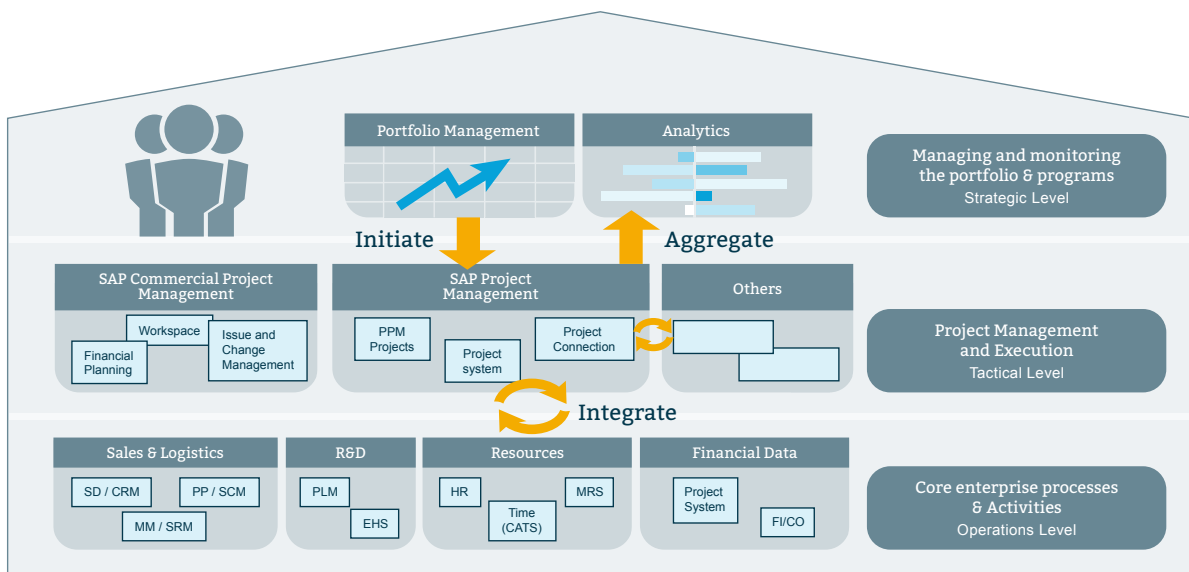 Portfolio Management
Analytics
Managing and monitoring
the portfolio & programs
Strategic Level
Initiate
Aggregate
SAP Commercial Project
Management
SAP Project
Management
Others
Workspace
Issue and
Change
Management
Financial
Planning
PPM
Projects
Project
system
Project
Connection
Project Management
and Execution
Tactical Level
Integrate
Sales & Logistics
R&D
Resources
Financial Data
SD / CRM
PP / SCM
MM / SRM
PLM
EHS
HR
MRS
Time
(CATS)
Project
System
FI/CO
Core enterprise processes
& Activities
Operations Level